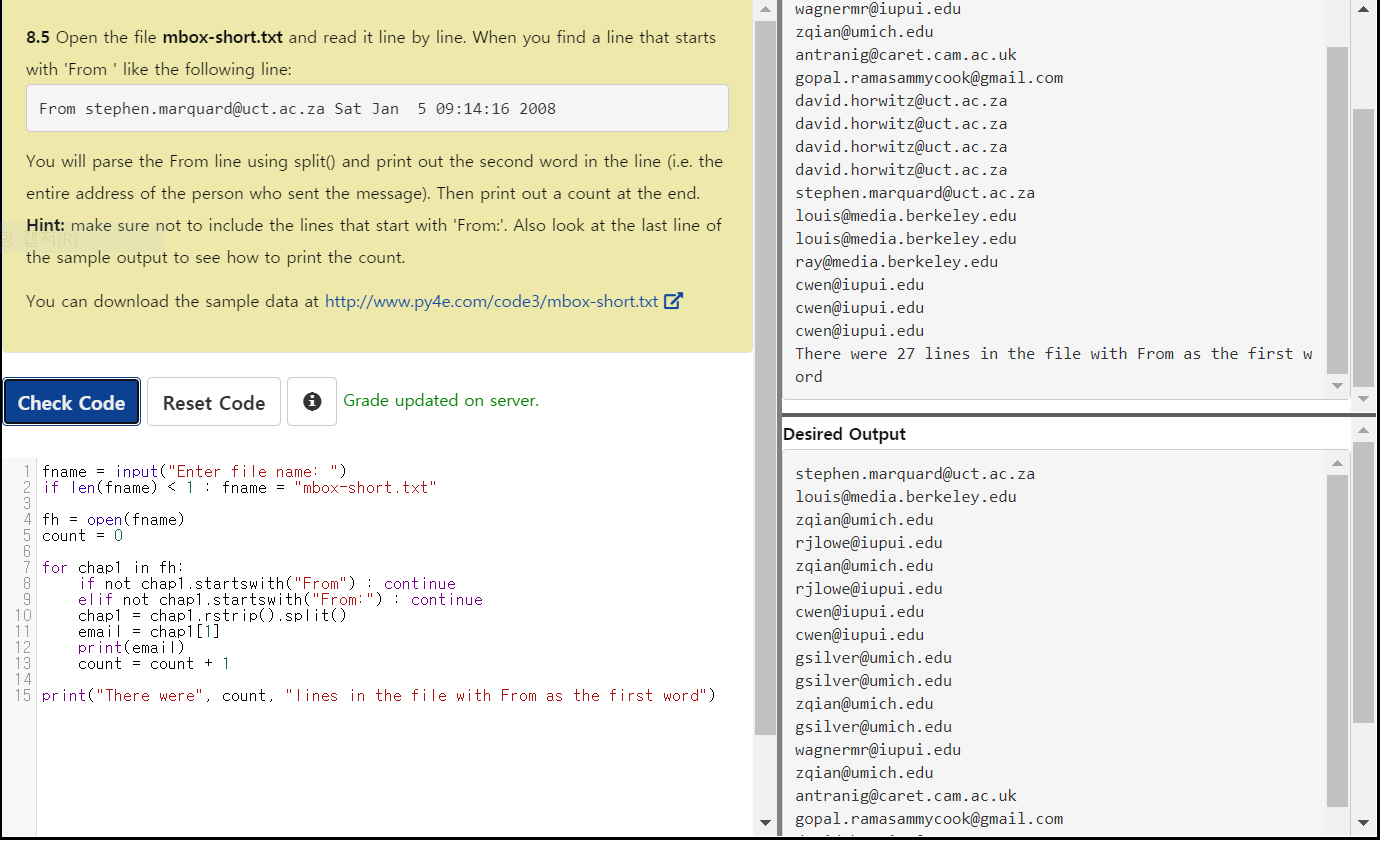 8.5 Open the file mbox-short.txt and read it line by line. When you find a line that starts
with 'From ' like the following line:
From stephen.marquard@uct.ac.za Sat Jan  5 09:14:16 2008
You will parse the From line using split() and print out the second word in the line (i.e. the
entire address of the person who sent the message). Then print out a count at the end.
Hint: make sure not to include the lines that start with 'From:'. Also look at the last line of
the sample output to see how to print the count.
You can download the sample data at http://www.py4e.com/code3/mbox-short.txt
Check Code
Reset Code
Grade updated on server.
1 fname = input("Enter file name: ")
2 if len(fname) < 1 : fname = "mbox-short.txt"
3
4 fh = open(fname)
5 count = 0
6
7 for chap1 in fh:
8     if not chap1.startswith("From") : continue
9     elif not chap1.startswith("From:") : continue
10     chap1 = chap1.rstrip().split()
11     email = chap1[1]
12     print(email)
13     count = count + 1
14
15 print("There were", count, "lines in the file with From as the first word")
wagnermr@iupui.edu
zqian@umich.edu
antranig@caret.cam.ac.uk
gopal.ramasammycook@gmail.com
david.horwitz@uct.ac.za
david.horwitz@uct.ac.za
david.horwitz@uct.ac.za
david.horwitz@uct.ac.za
stephen.marquard@uct.ac.za
louis@media.berkeley.edu
louis@media.berkeley.edu
ray@media.berkeley.edu
cwen@iupui.edu
cwen@iupui.edu
cwen@iupui.edu
There were 27 lines in the file with From as the first w
ord
Desired Output
stephen.marquard@uct.ac.za
louis@media.berkeley.edu
zqian@umich.edu
rjlowe@iupui.edu
zqian@umich.edu
rjlowe@iupui.edu
cwen@iupui.edu
cwen@iupui.edu
gsilver@umich.edu
gsilver@umich.edu
zqian@umich.edu
gsilver@umich.edu
wagnermr@iupui.edu
zqian@umich.edu
antranig@caret.cam.ac.uk
gopal.ramasammycook@gmail.com